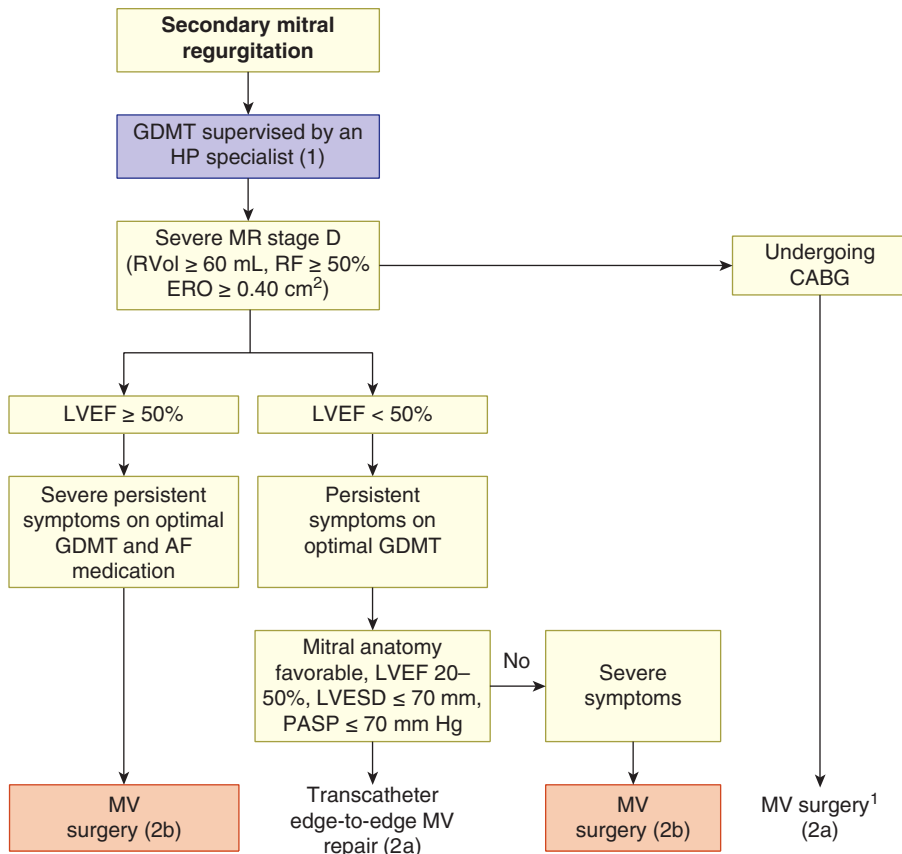 Secondary mitral
regurgitation
GDMT supervised by an
HP specialist (1)
Severe MR stage D
(RVol ≥ 60 mL, RF ≥ 50%
ERO ≥ 0.40 cm²)
Undergoing
CABG
LVEF ≥ 50%
LVEF < 50%
Severe persistent
symptoms on optimal
GDMT and AF
medication
Persistent
symptoms on
optimal GDMT
Mitral anatomy
favorable, LVEF 20–
50%, LVESD ≤ 70 mm,
PASP ≤ 70 mm Hg
No
Severe
symptoms
MV
surgery (2b)
Transcatheter
edge-to-edge MV
repair (2a)
MV
surgery (2b)
MV surgery¹
(2a)